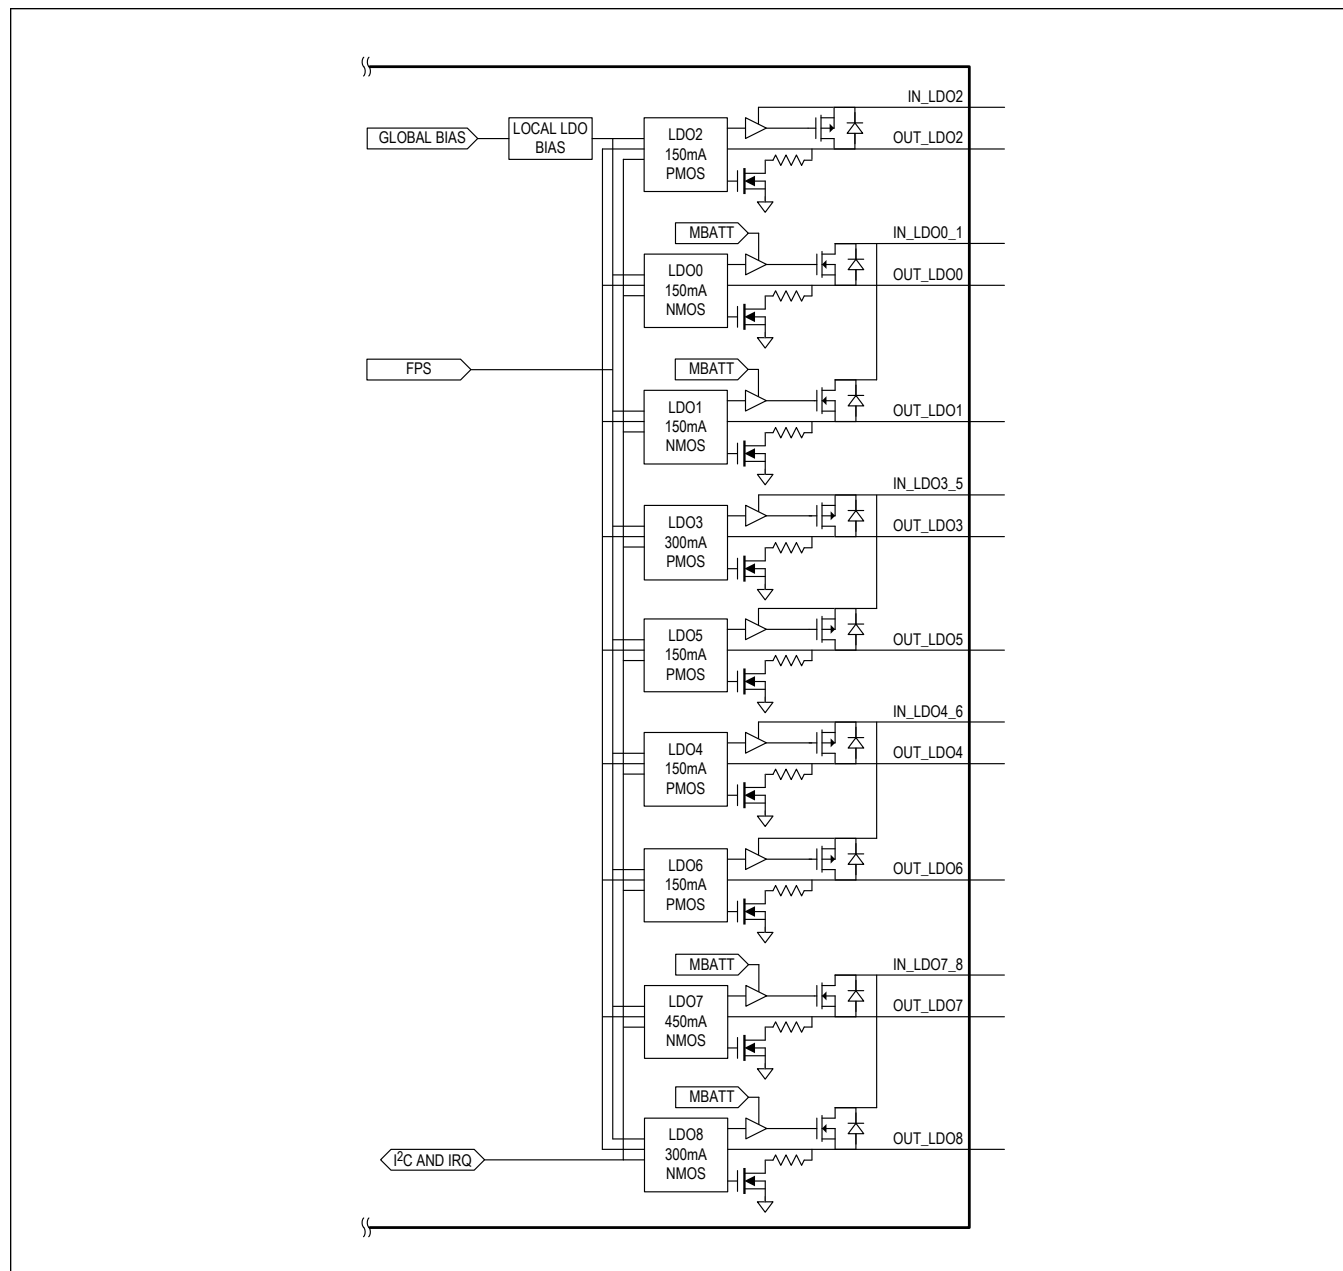 IN_LDO2
GLOBAL BIAS
LOCAL LDO
BIAS
LDO2
150mA
PMOS
OUT_LDO2
MBATT
IN_LDO0_1
LDO0
150mA
NMOS
OUT_LDO0
FPS
MBATT
LDO1
150mA
NMOS
OUT_LDO1
IN_LDO3_5
LDO3
300mA
PMOS
OUT_LDO3
LDO5
150mA
PMOS
OUT_LDO5
IN_LDO4_6
LDO4
150mA
PMOS
OUT_LDO4
LDO6
150mA
PMOS
OUT_LDO6
MBATT
IN_LDO7_8
LDO7
450mA
NMOS
OUT_LDO7
MBATT
LDO8
300mA
NMOS
OUT_LDO8
I²C AND IRQ